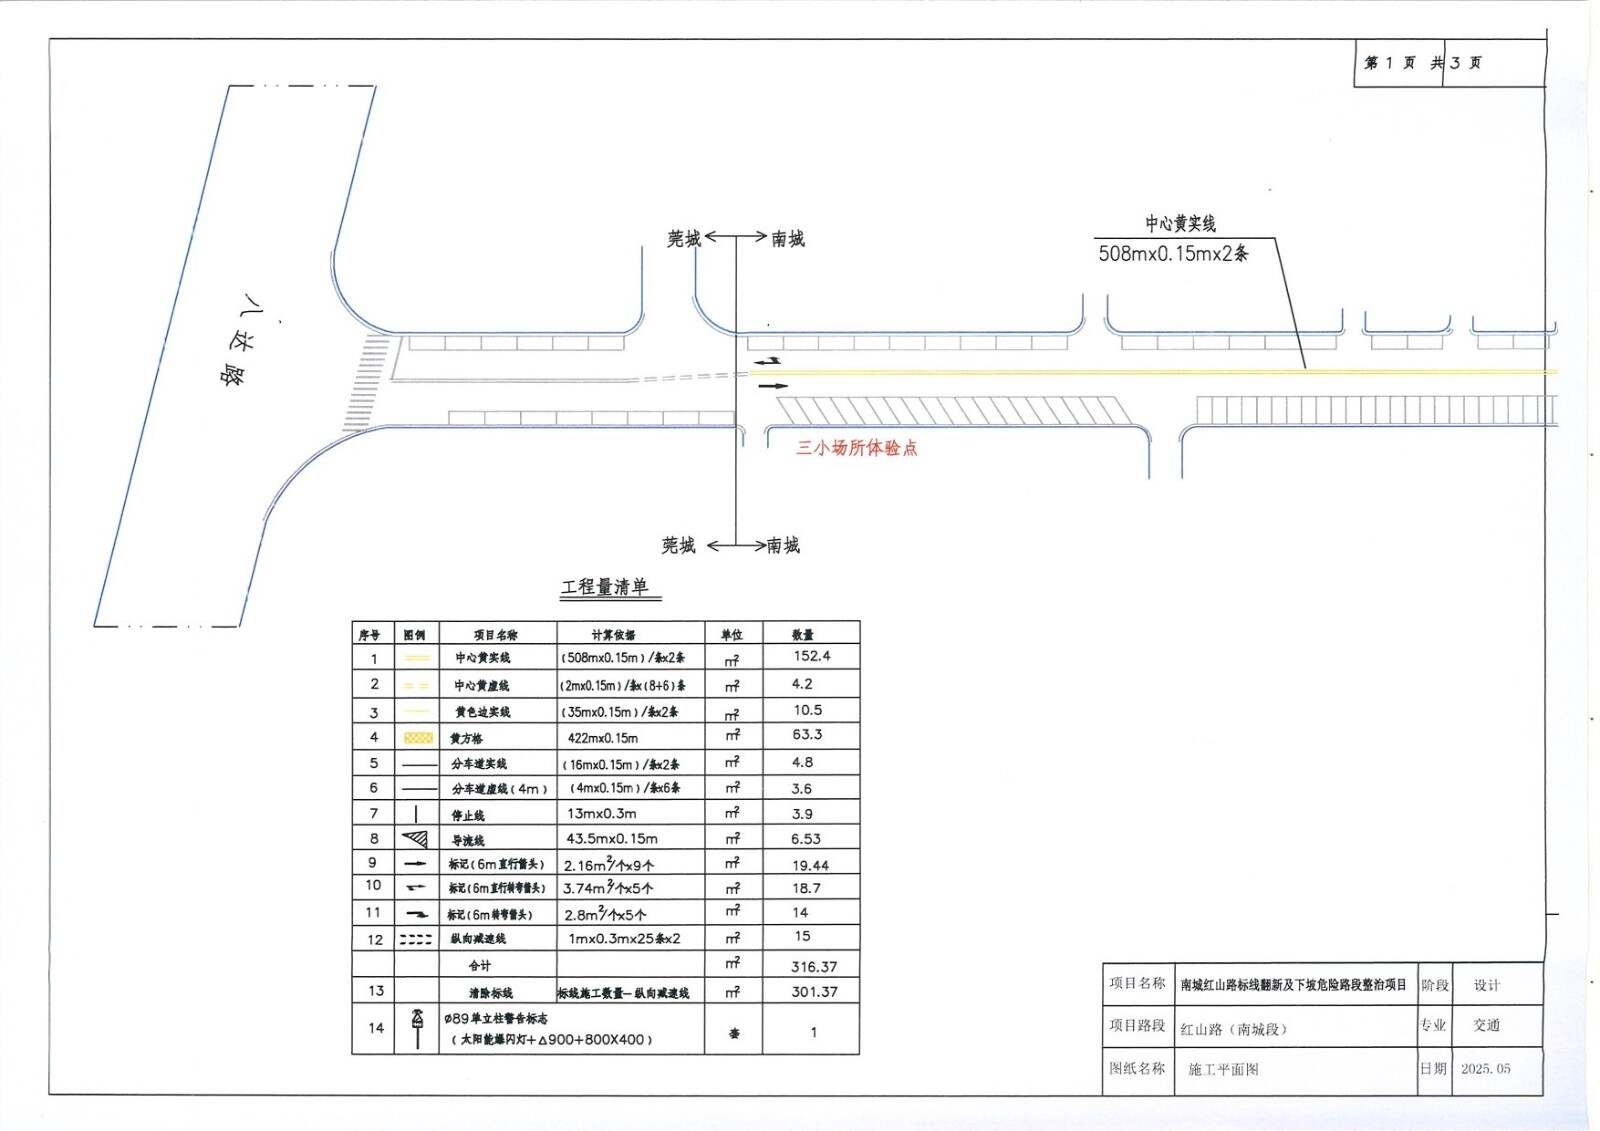 第 1 页 共 3 页
莞城 南城
中心黄实线
508mx0.15mx2条
八达路
三小场所体验点
莞城 南城
工程量清单
序号 图例 项目名称 计算依据 单位 数量
1 中心黄实线 (508mx0.15m)/条x2条 m² 152.4
2 中心黄虚线 (2mx0.15m)/条x(8+6)条 m² 4.2
3 黄色边实线 (35mx0.15m)/条x2条 m² 10.5
4 黄方格 422mx0.15m m² 63.3
5 分车道实线 (16mx0.15m)/条x2条 m² 4.8
6 分车道虚线(4m) (4mx0.15m)/条x6条 m² 3.6
7 停止线 13mx0.3m m² 3.9
8 导流线 43.5mx0.15m m² 6.53
9 标记(6m直行箭头) 2.16m²/个x9个 m² 19.44
10 标记(6m直行转弯箭头) 3.74m²/个x5个 m² 18.7
11 标记(6m转弯箭头) 2.8m²/个x5个 m² 14
12 纵向减速线 1mx0.3mx25条x2 m² 15
合计 m² 316.37
13 清除标线 标线施工数量-纵向减速线 m² 301.37
14 ø89单立柱警告标志 套 1
(太阳能爆闪灯+△900+800X400)
项目名称 南城红山路标线翻新及下坡危险路段整治项目 阶段 设计
项目路段 红山路(南城段) 专业 交通
图纸名称 施工平面图 日期 2025.05